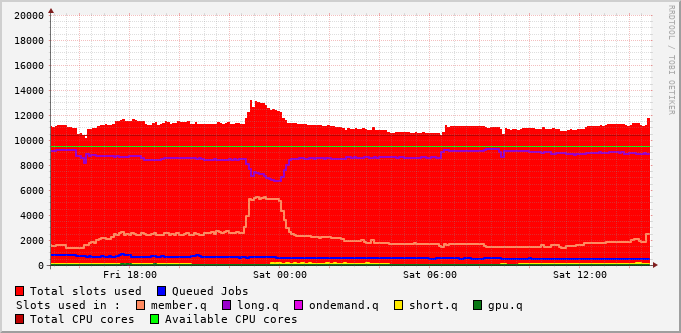 RRDTOOL / TOBI OETIKER
20000
18000
16000
14000
12000
10000
8000
6000
4000
2000
0
Fri 18:00 Sat 00:00 Sat 06:00 Sat 12:00
Total slots used Queued Jobs
Slots used in : member.q long.q ondemand.q short.q gpu.q
Total CPU cores Available CPU cores